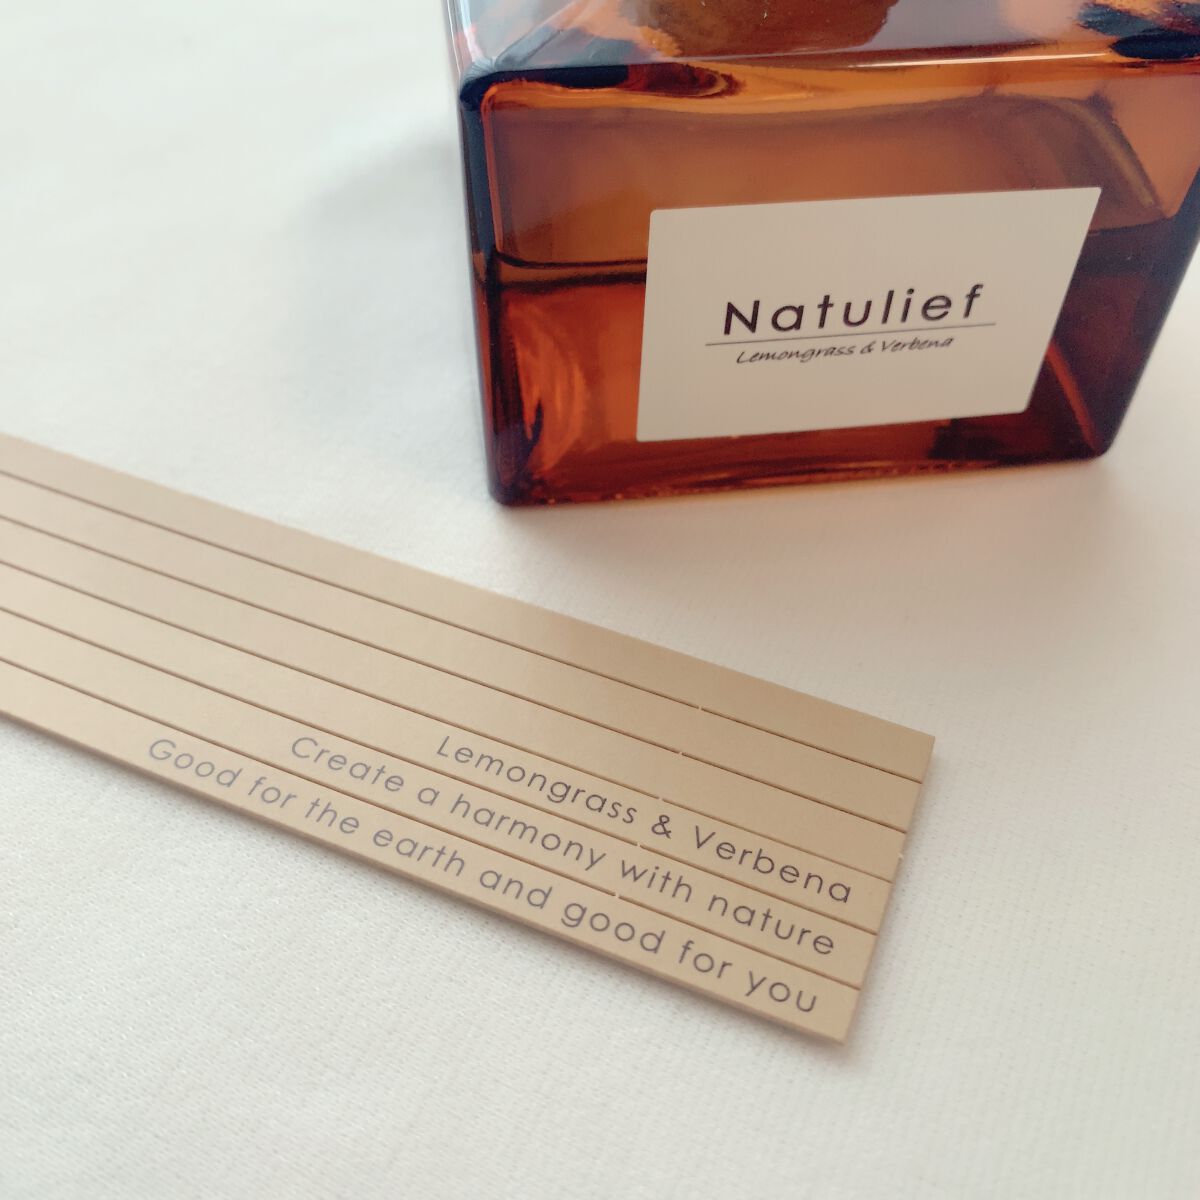 Natulief
Lemongrass & Verbena
Lemongrass & Verbena
Create a harmony with nature
Good for the earth and good for you